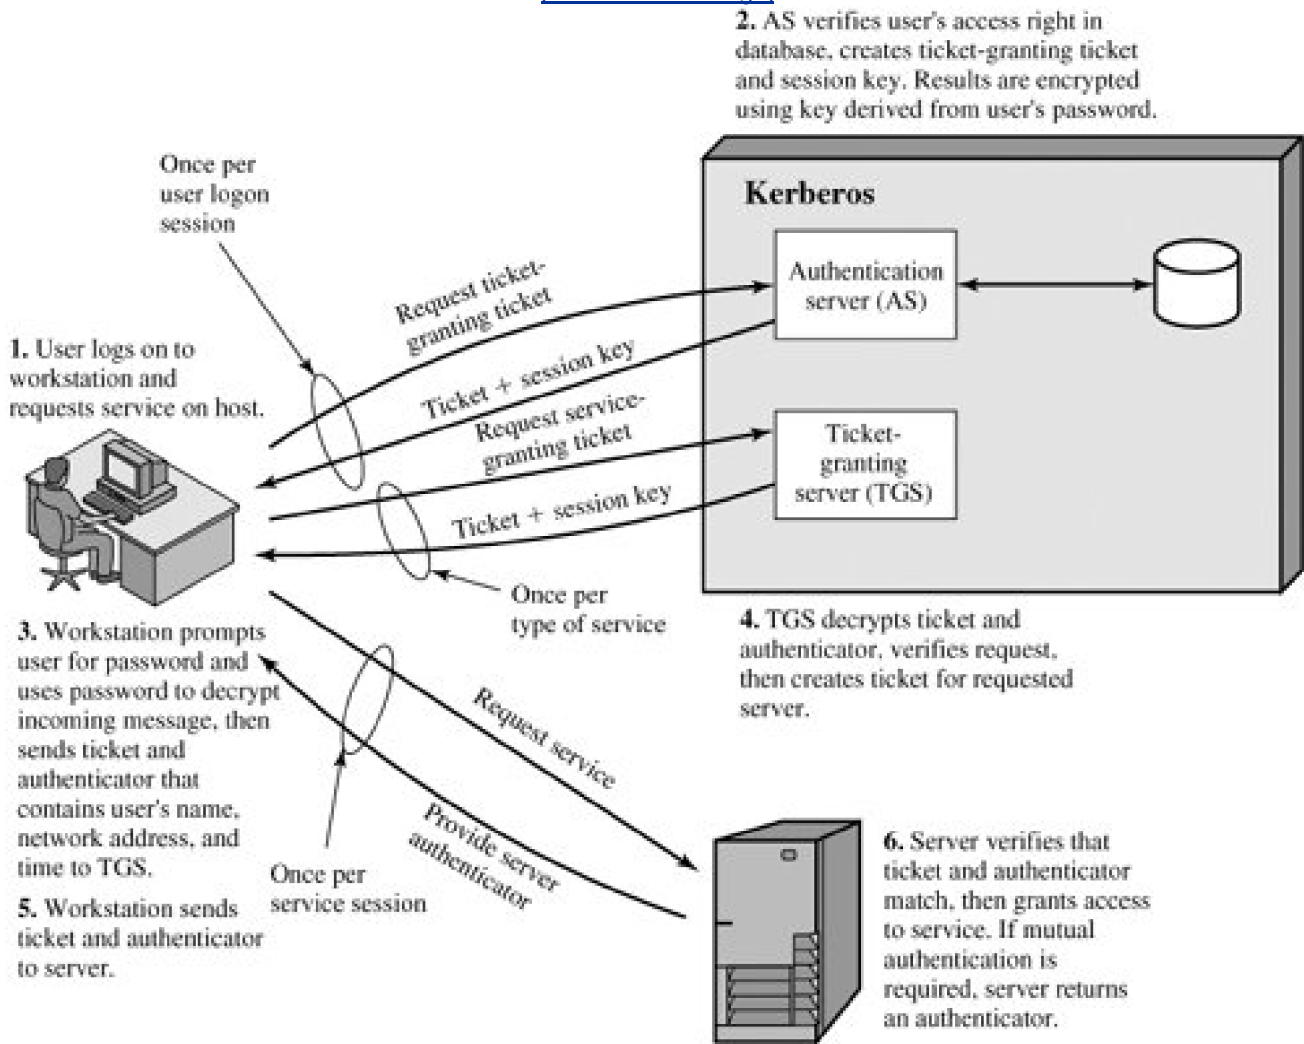 2. AS verifies user's access right in
database, creates ticket-granting ticket
and session key. Results are encrypted
using key derived from user's password.
Once per
user logon
session
Kerberos
Authentication
server (AS)
Request ticket-
granting ticket
1. User logs on to
workstation and
requests service on host.
Ticket + session key
Request service-
granting ticket
Ticket-
granting
server (TGS)
Ticket + session key
Once per
type of service
3. Workstation prompts
user for password and
uses password to decrypt
incoming message, then
sends ticket and
authenticator that
contains user's name,
network address, and
time to TGS.
4. TGS decrypts ticket and
authenticator, verifies request,
then creates ticket for requested
server.
Request service
Provide server
authenticator
Once per
service session
5. Workstation sends
ticket and authenticator
to server.
6. Server verifies that
ticket and authenticator
match, then grants access
to service. If mutual
authentication is
required, server returns
an authenticator.